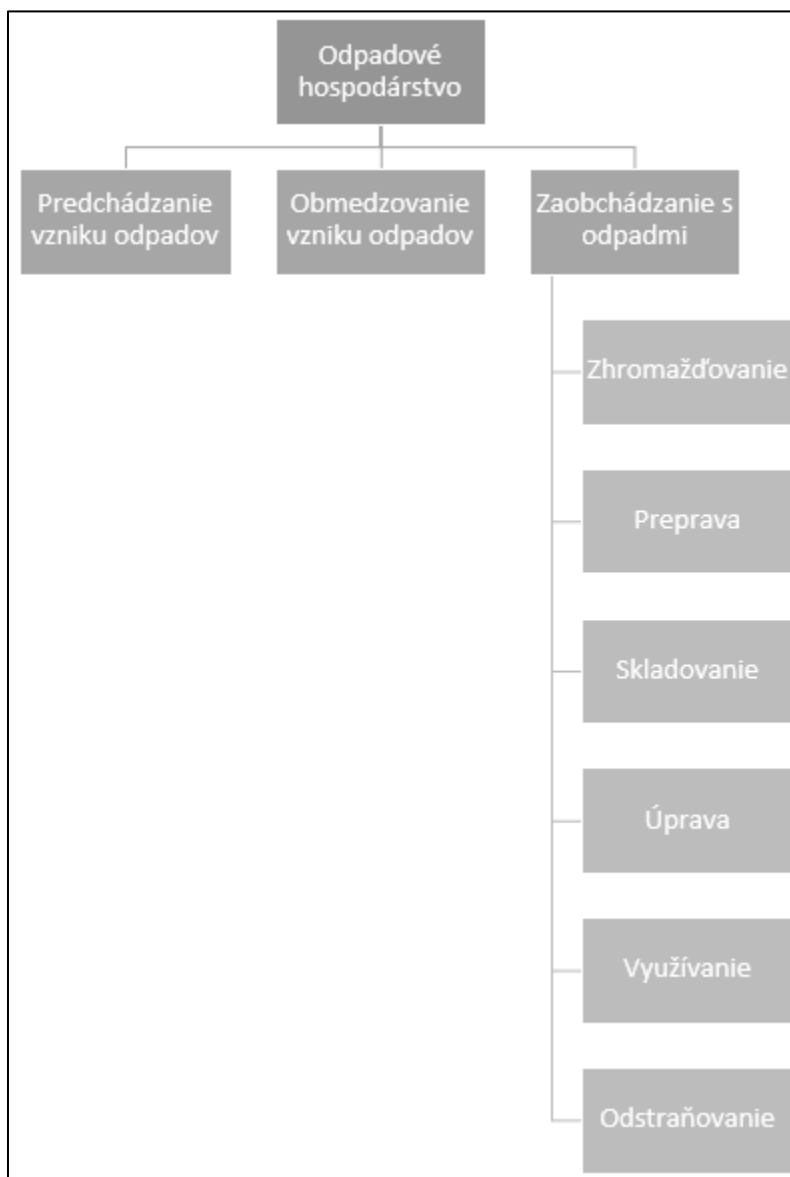 Odpadové
hospodárstvo
Predchádzanie
vzniku odpadov
Obmedzovanie
vzniku odpadov
Zaobchádzanie s
odpadmi
Zhromažďovanie
Preprava
Skladovanie
Úprava
Využívanie
Odstraňovanie